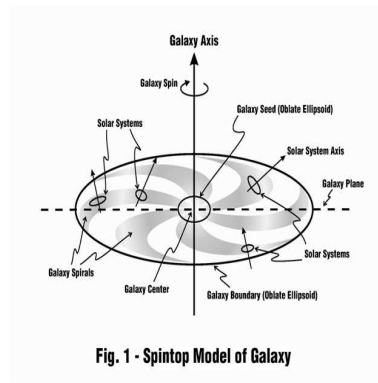 Galaxy Axis
Galaxy Spin
Galaxy Seed (Oblate Ellipsoid)
Solar Systems
Solar System Axis
Galaxy Plane
Solar Systems
Galaxy Spirals
Galaxy Center
Galaxy Boundary (Oblate Ellipsoid)
Fig. 1 - Spintop Model of Galaxy